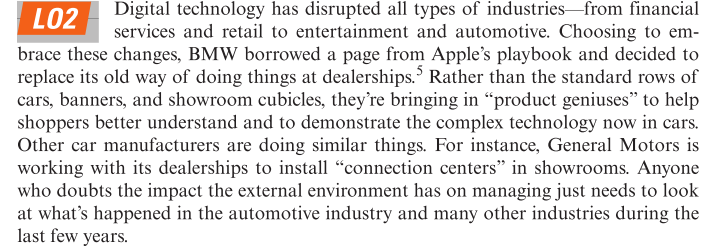 LO2 Digital technology has disrupted all types of industries—from financial
services and retail to entertainment and automotive. Choosing to em-
brace these changes, BMW borrowed a page from Apple’s playbook and decided to
replace its old way of doing things at dealerships.5 Rather than the standard rows of
cars, banners, and showroom cubicles, they’re bringing in “product geniuses” to help
shoppers better understand and to demonstrate the complex technology now in cars.
Other car manufacturers are doing similar things. For instance, General Motors is
working with its dealerships to install “connection centers” in showrooms. Anyone
who doubts the impact the external environment has on managing just needs to look
at what’s happened in the automotive industry and many other industries during the
last few years.